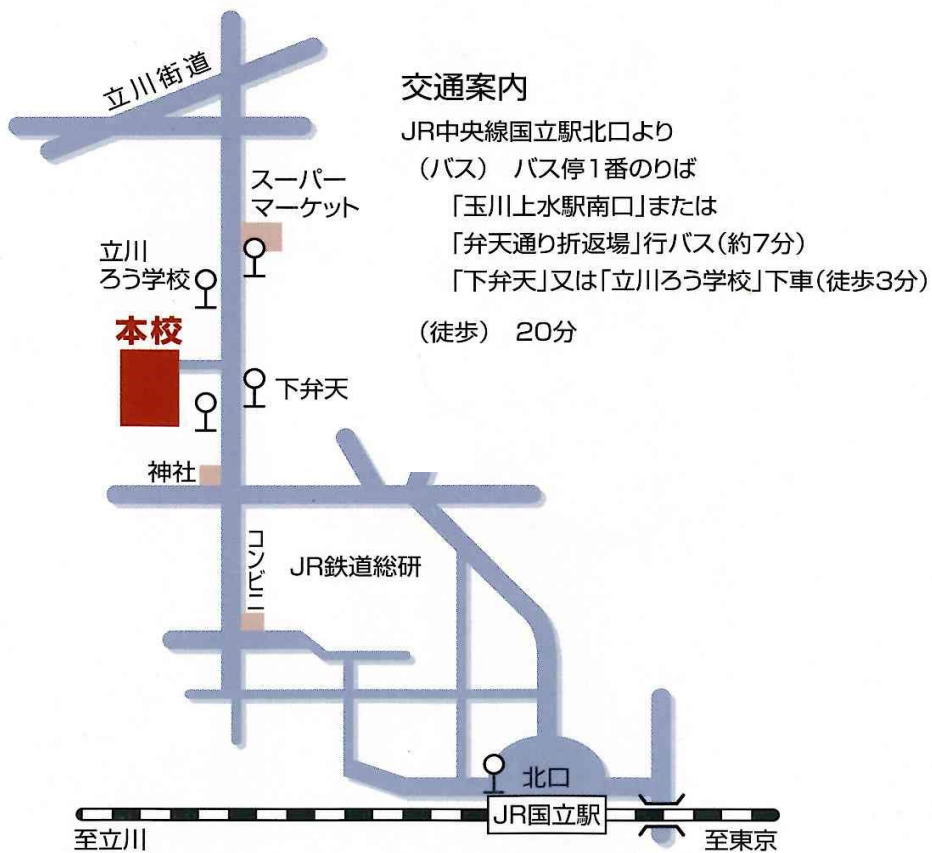 立川街道
交通案内
JR中央線国立駅北口より
(バス) バス停1番のりば
「玉川上水駅南口」または
「弁天通り折返場」行バス(約7分)
「下弁天」又は「立川ろう学校」下車(徒歩3分)
(徒歩) 20分
スーパー
マーケット
立川
ろう学校
本校
下弁天
神社
コンビニ
JR鉄道総研
北口
JR国立駅
至立川
至東京